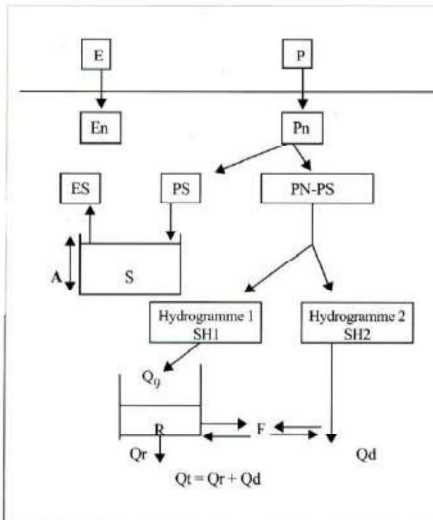 E P
En Pn
ES PS PN-PS
A S
Hydrogramme 1 Hydrogramme 2
SH1 SH2
Q9
R F
Qr Qd
Qt = Qr + Qd